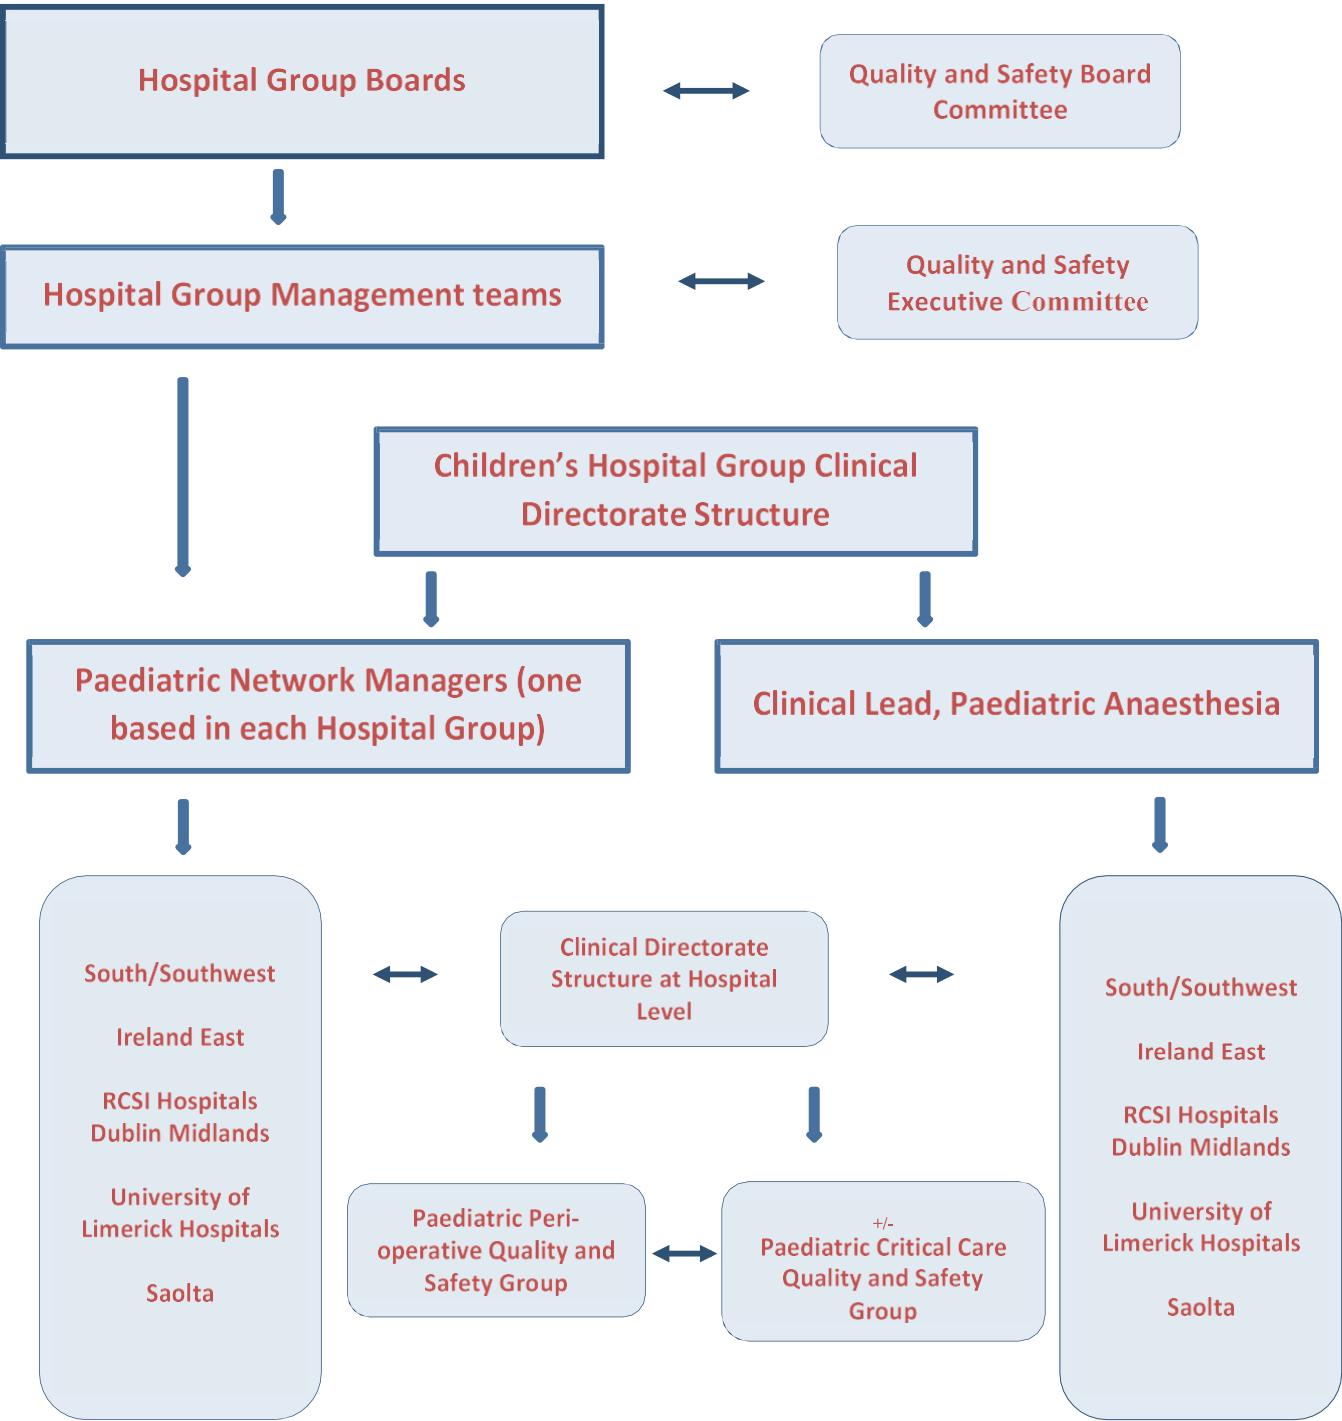 Hospital Group Boards
Quality and Safety Board
Committee
Hospital Group Management teams
Quality and Safety
Executive Committee
Children’s Hospital Group Clinical
Directorate Structure
Paediatric Network Managers (one
based in each Hospital Group)
Clinical Lead, Paediatric Anaesthesia
South/Southwest
Ireland East
RCSI Hospitals
Dublin Midlands
University of
Limerick Hospitals
Saolta
Clinical Directorate
Structure at Hospital
Level
Paediatric Peri-
operative Quality and
Safety Group
+/-
Paediatric Critical Care
Quality and Safety
Group
South/Southwest
Ireland East
RCSI Hospitals
Dublin Midlands
University of
Limerick Hospitals
Saolta